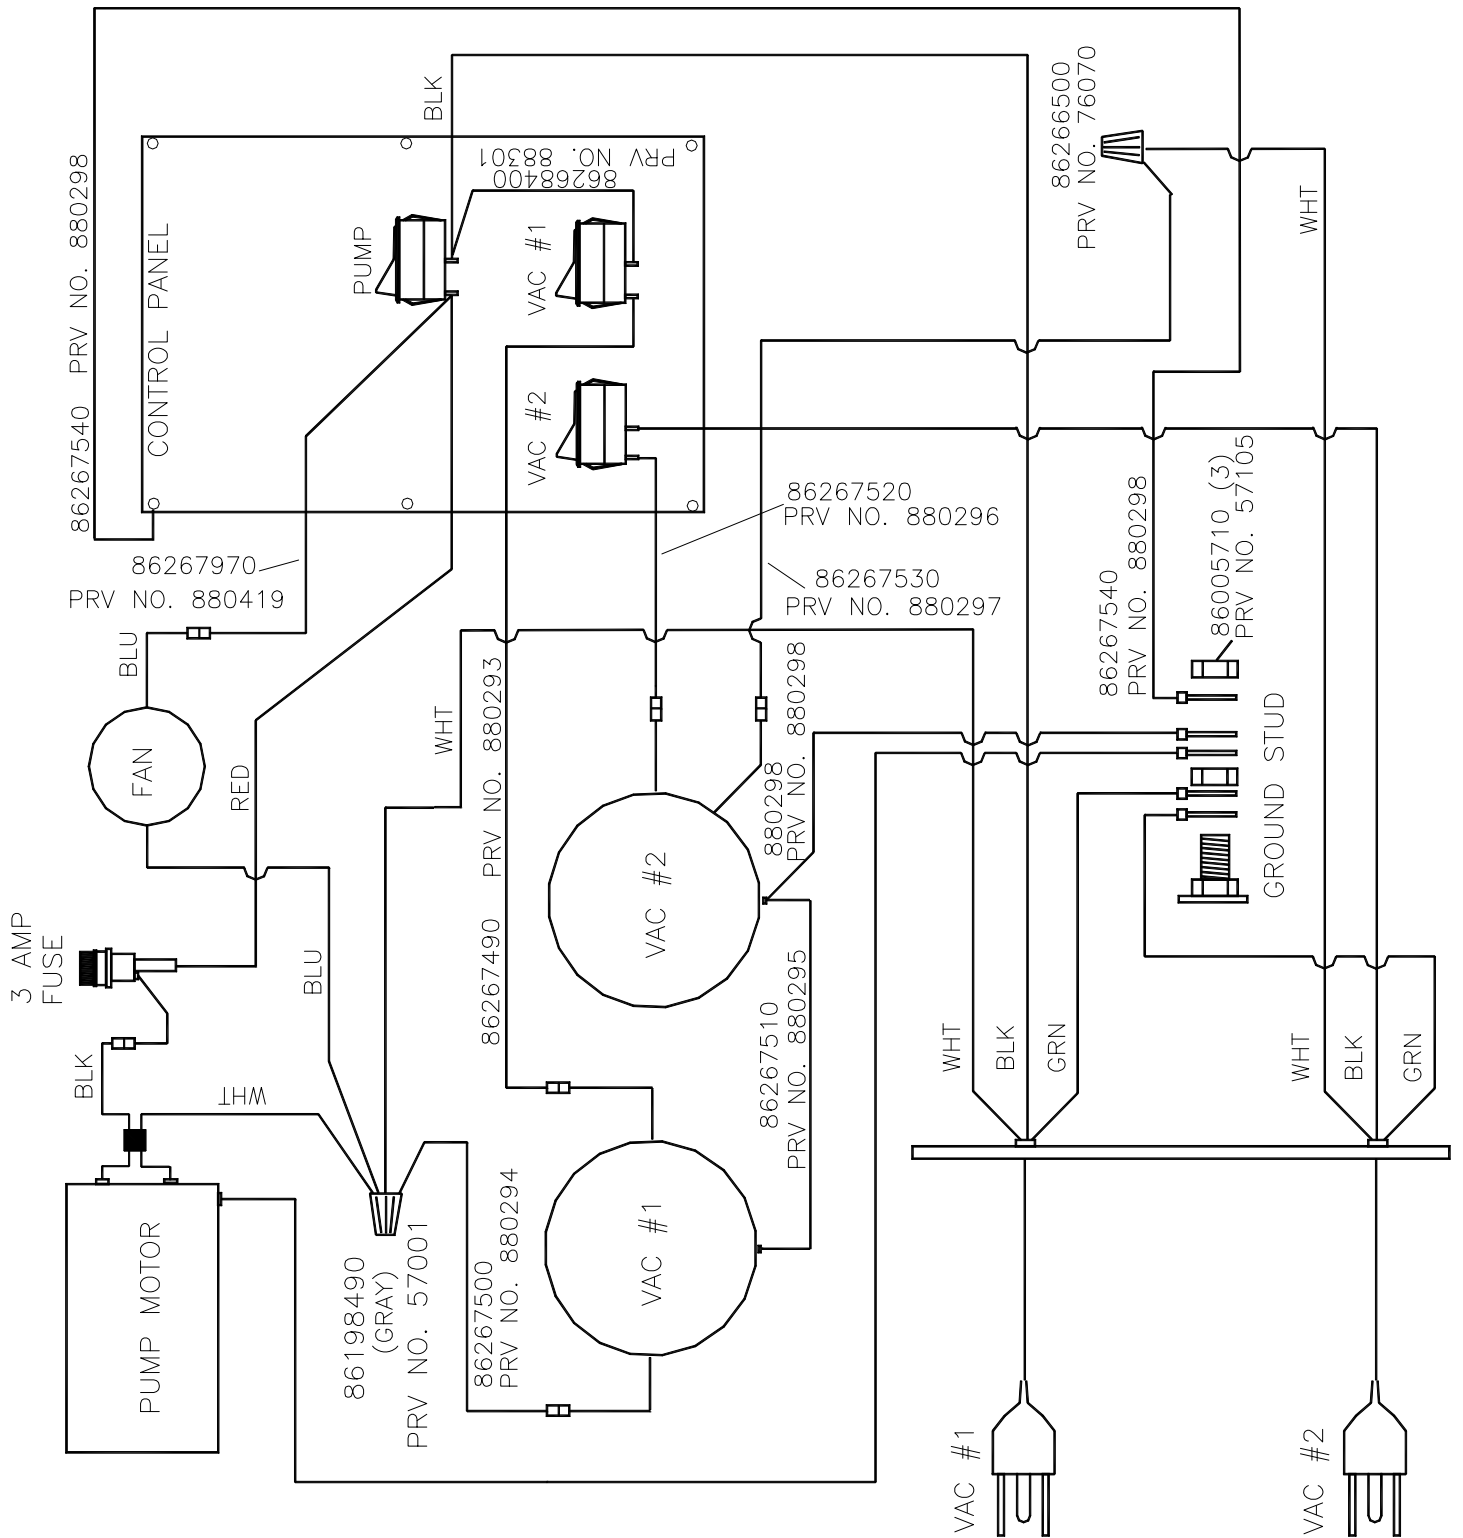 86267540 PRV NO. 880298
CONTROL PANEL
PUMP
BLK
86268400
PRV NO. 88301
VAC #1
VAC #2
86266500
PRV NO. 76070
WHT
86267520
PRV NO. 880296
86267530
PRV NO. 880297
86267970
PRV NO. 880419
BLU
FAN
RED
3 AMP
FUSE
BLK
WHT
BLU
PUMP MOTOR
WHT
86267490 PRV NO. 880293
86198490
(GRAY)
PRV NO. 57001
86267500
PRV NO. 880294
VAC #2
VAC #1
880298
PRV NO. 880298
86267510
PRV NO. 880295
86267540
PRV NO. 880298
86005710 (3)
PRV NO. 57105
GROUND STUD
WHT
BLK
GRN
WHT
BLK
GRN
VAC #1
VAC #2